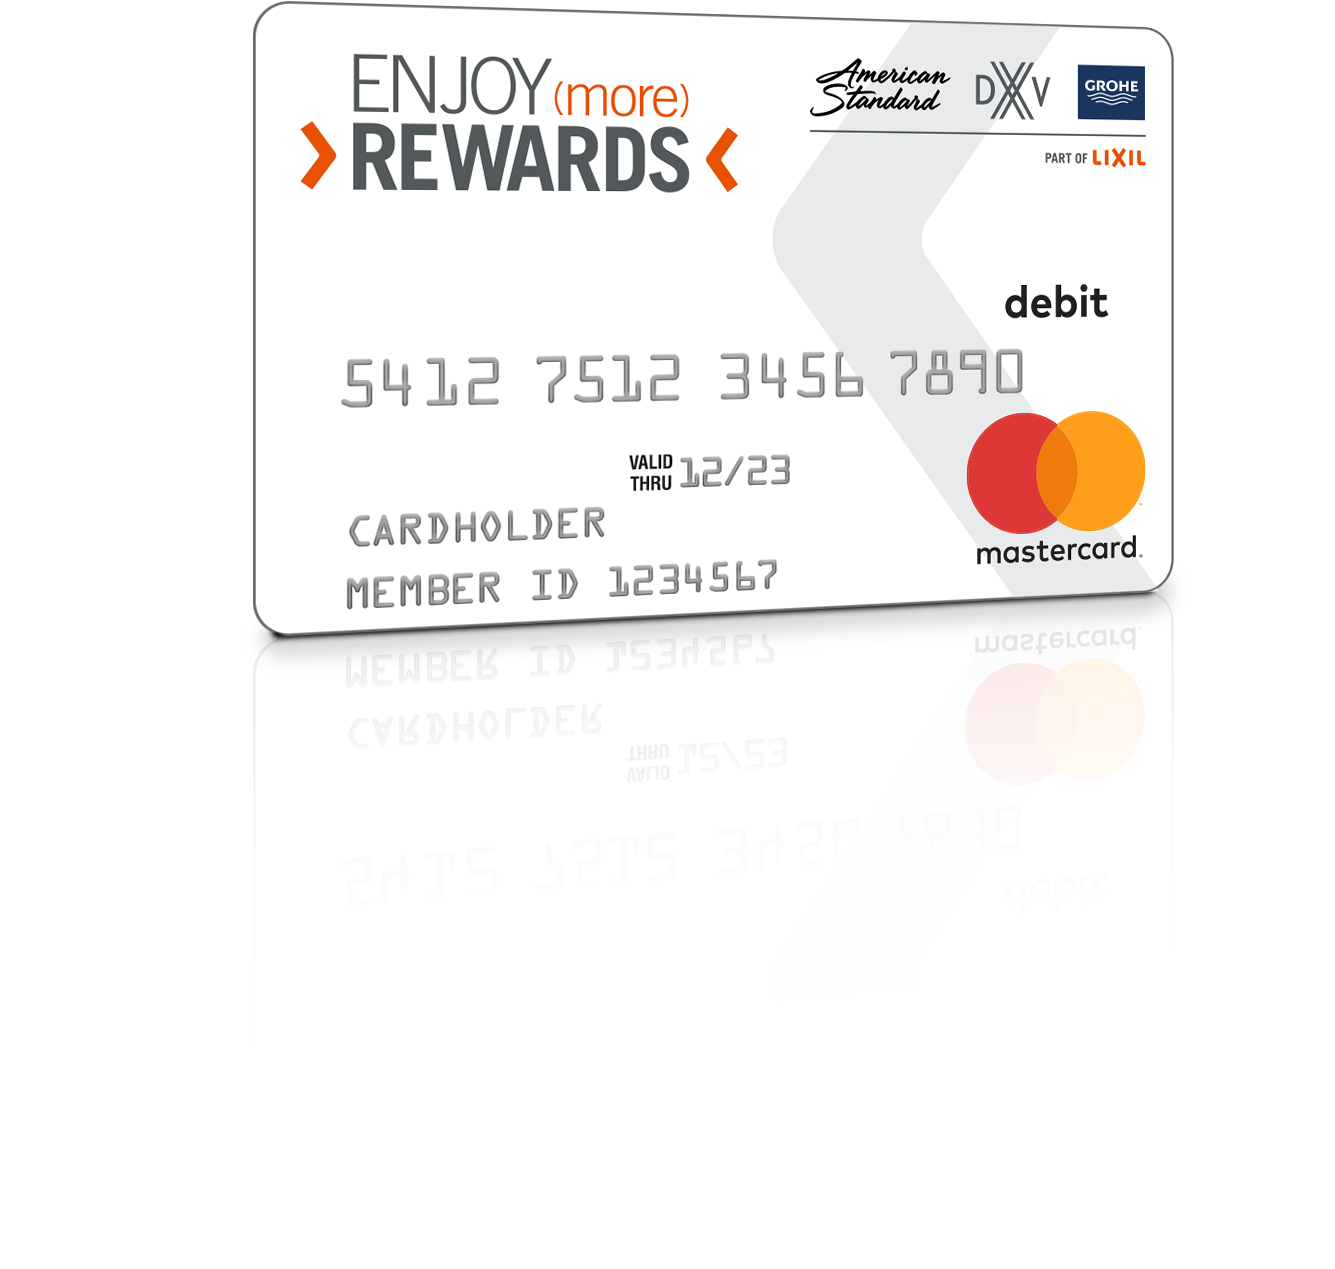 ENJOY (more)
REWARDS
American Standard DXV GROHE
PART OF LIXIL
debit
5412 7512 3456 7890
VALID THRU 12/23
CARDHOLDER
MEMBER ID 1234567
mastercard.